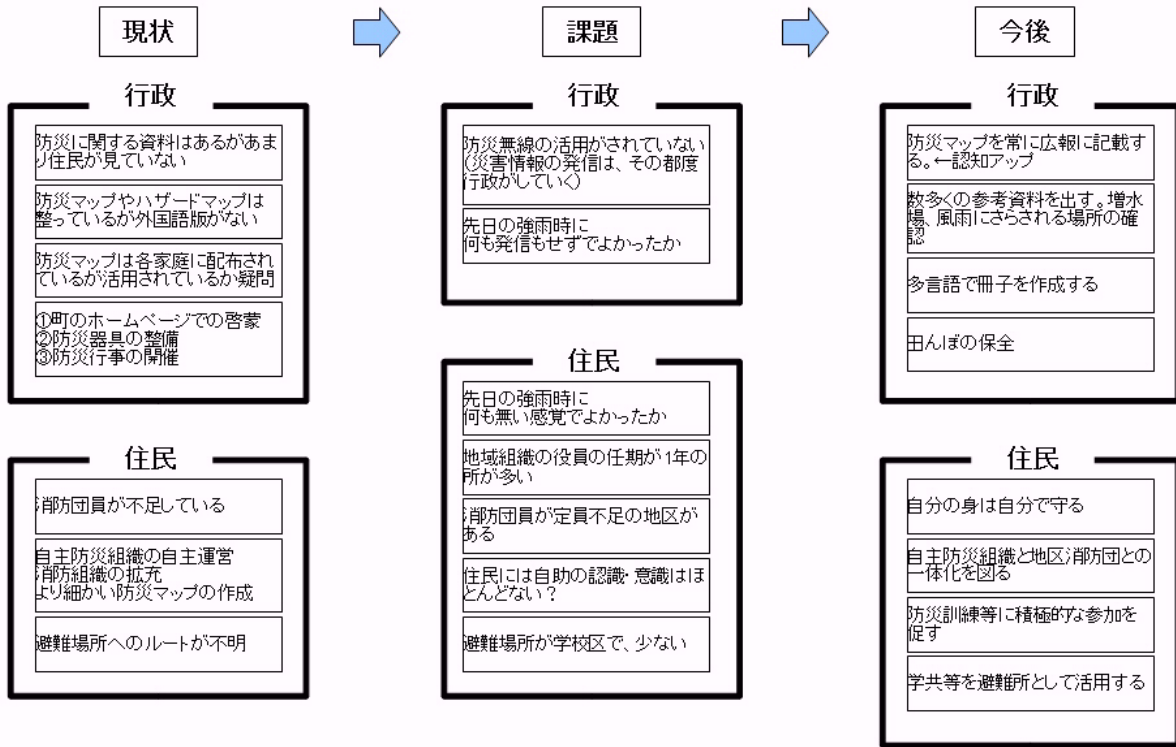 現状
課題
今後
行政
防災に関する資料はあるがあま
り住民が見ていない
防災マップやハザードマップは
整っているが外国語版がない
防災マップは各家庭に配布され
ているが活用されているか疑問
①町のホームページでの啓蒙
②防災器具の整備
③防災行事の開催
住民
消防団員が不足している
自主防災組織の自主運営
消防組織の拡充
より細かい防災マップの作成
避難場所へのルートが不明
行政
防災無線の活用がされていない
(災害情報の発信は、その都度
行政がしていく)
先日の強雨時に
何も発信もせずでよかったか
住民
先日の強雨時に
何も無い感覚でよかったか
地域組織の役員の任期が1年の
所が多い
消防団員が定員不足の地区が
ある
住民には自助の認識・意識はほ
とんどない？
避難場所が学校区で、少ない
行政
防災マップを常に広報に記載す
る。←認知アップ
数多くの参考資料を出す。増水
場、風雨にさらされる場所の確
認
多言語で冊子を作成する
田んぼの保全
住民
自分の身は自分で守る
自主防災組織と地区消防団との
一体化を図る
防災訓練等に積極的な参加を
促す
学共等を避難所として活用する